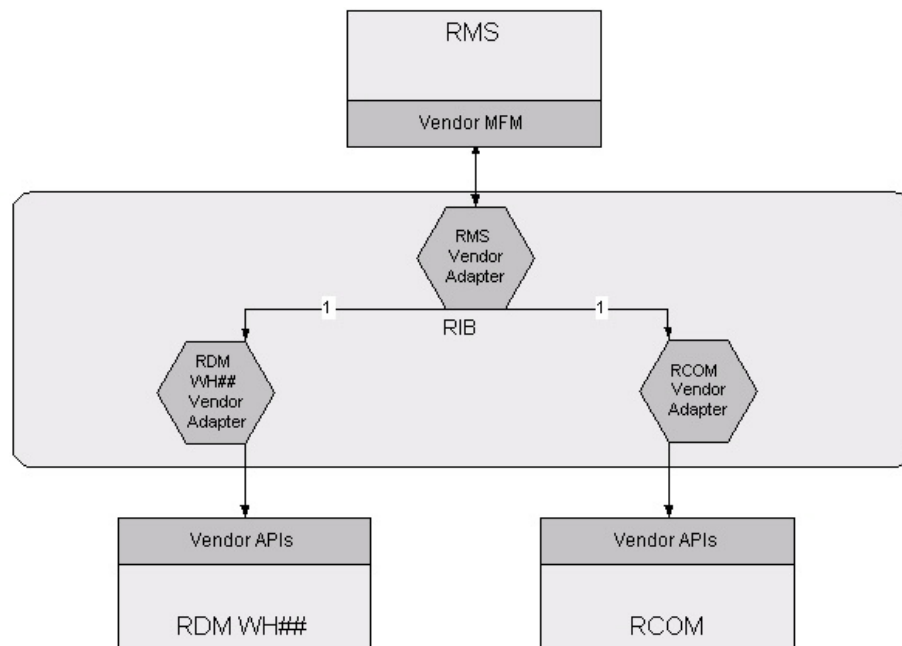 RMS
Vendor MFM
RMS
Vendor
Adapter
1
1
RIB
RDM
WH##
Vendor
Adapter
RCOM
Vendor
Adapter
Vendor APIs
Vendor APIs
RDM WH##
RCOM